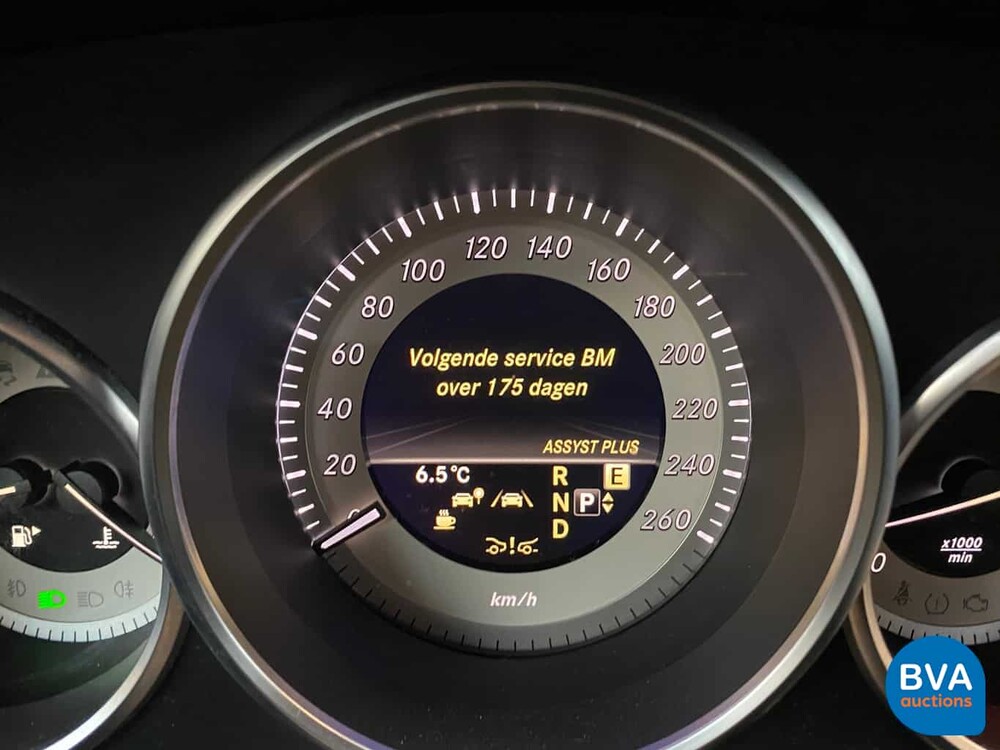 120 140
100 160
80 180
60 200
40 220
20 240
260
Volgende service BM
over 175 dagen
ASSYST PLUS
6.5°C
R E
N P
D
km/h
x1000
min
0
BVA
auctions